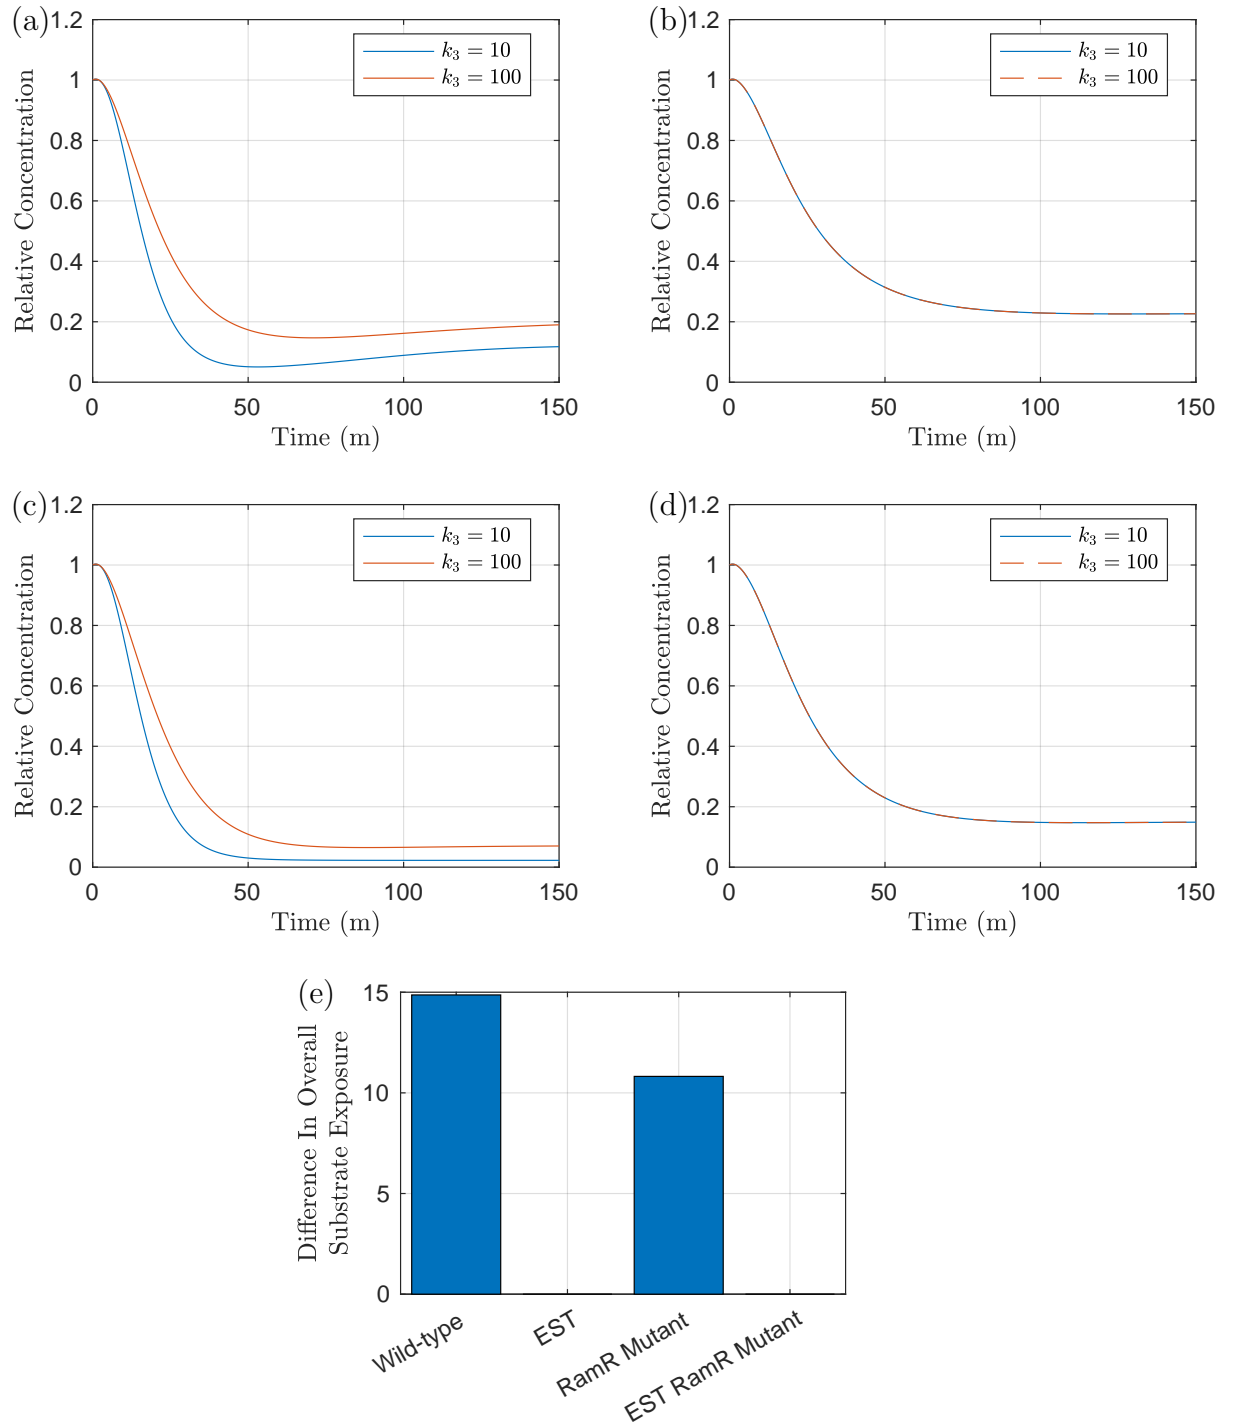 (a)
1.2
1
0.8
0.6
0.4
0.2
0
Relative Concentration
k₃ = 10
k₃ = 100
0 50 100 150
Time (m)
(b)
1.2
1
0.8
0.6
0.4
0.2
0
Relative Concentration
k₃ = 10
k₃ = 100
0 50 100 150
Time (m)
(c)
1.2
1
0.8
0.6
0.4
0.2
0
Relative Concentration
k₃ = 10
k₃ = 100
0 50 100 150
Time (m)
(d)
1.2
1
0.8
0.6
0.4
0.2
0
Relative Concentration
k₃ = 10
k₃ = 100
0 50 100 150
Time (m)
(e)
15
10
5
0
Difference In Overall
Substrate Exposure
Wild-type
EST
RamR Mutant
EST RamR Mutant